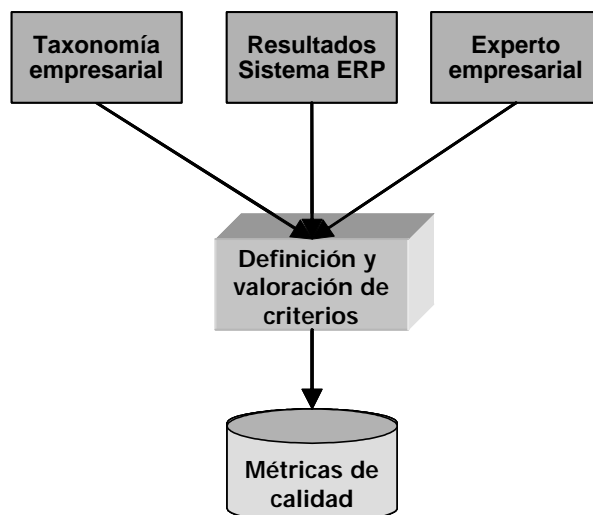 Taxonomía
empresarial
Resultados
Sistema ERP
Experto
empresarial
Definición y
valoración de
criterios
Métricas de
calidad